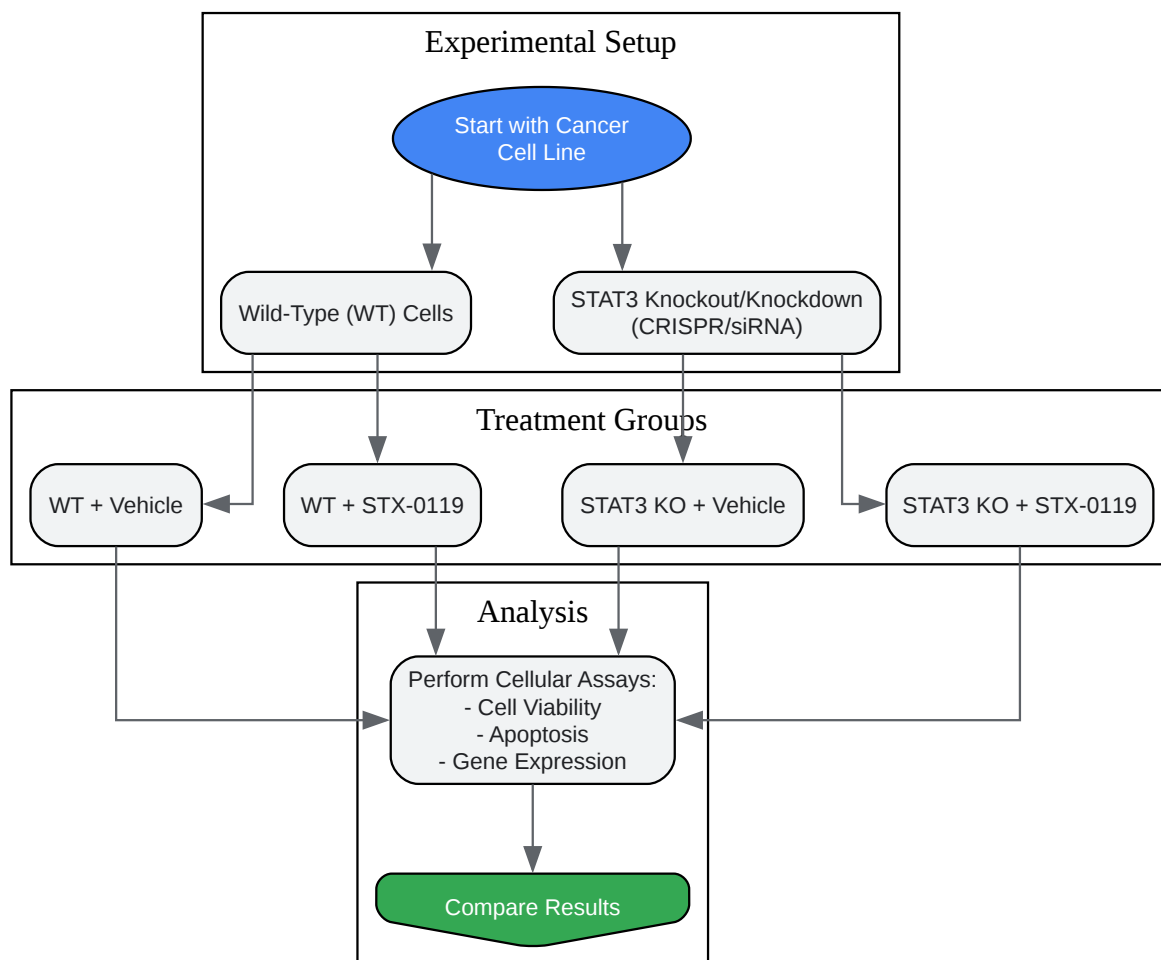 Experimental Setup
Start with Cancer
Cell Line
Wild-Type (WT) Cells
STAT3 Knockout/Knockdown
(CRISPR/siRNA)
Treatment Groups
WT + Vehicle
WT + STX-0119
STAT3 KO + Vehicle
STAT3 KO + STX-0119
Analysis
Perform Cellular Assays:
- Cell Viability
- Apoptosis
- Gene Expression
Compare Results